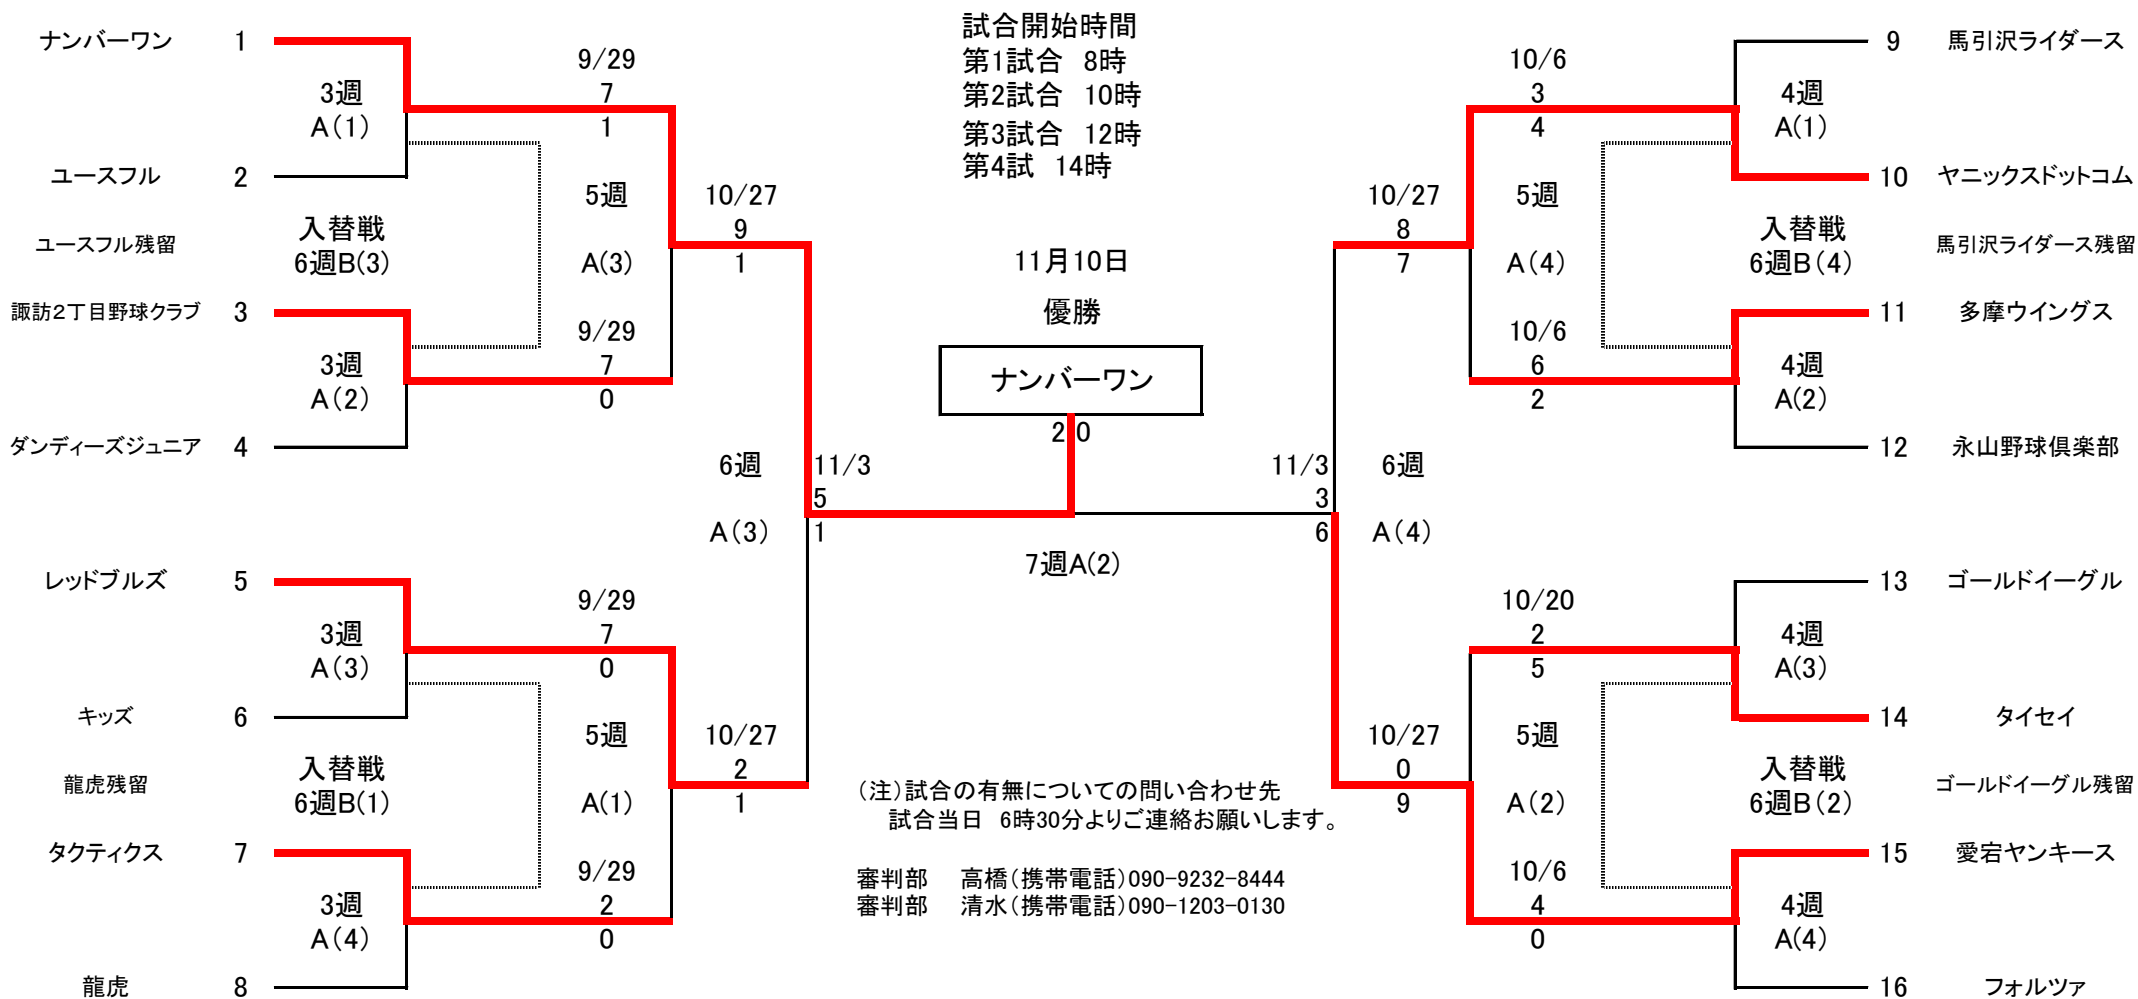 試合開始時間
第1試合 8時
第2試合 10時
第3試合 12時
第4試 14時
ナンバーワン 1
3週
A(1)
9/29
7
1
ユースフル 2
ユースフル残留
入替戦
6週B(3)
5週
A(3)
10/27
9
1
諏訪2丁目野球クラブ 3
3週
A(2)
9/29
7
0
ダンディーズジュニア 4
6週
A(3)
11/3
5
1
レッドブルズ 5
3週
A(3)
9/29
7
0
キッズ 6
龍虎残留
入替戦
6週B(1)
5週
A(1)
10/27
2
1
タクティクス 7
3週
A(4)
9/29
2
0
龍虎 8
11月10日
優勝
ナンバーワン
2 0
7週A(2)
(注)試合の有無についての問い合わせ先
試合当日 6時30分よりご連絡お願いします。
審判部 高橋(携帯電話)090-9232-8444
審判部 清水(携帯電話)090-1203-0130
10/6
3
4
4週
A(1)
9 馬引沢ライダース
10 ヤニックスドットコム
10/27
8
7
5週
A(4)
入替戦
6週B(4)
馬引沢ライダース残留
10/6
6
2
4週
A(2)
11 多摩ウイングス
12 永山野球倶楽部
11/3
3
6
6週
A(4)
10/20
2
5
4週
A(3)
13 ゴールドイーグル
14 タイセイ
10/27
0
9
5週
A(2)
入替戦
6週B(2)
ゴールドイーグル残留
10/6
4
0
4週
A(4)
15 愛宕ヤンキース
16 フォルツァ